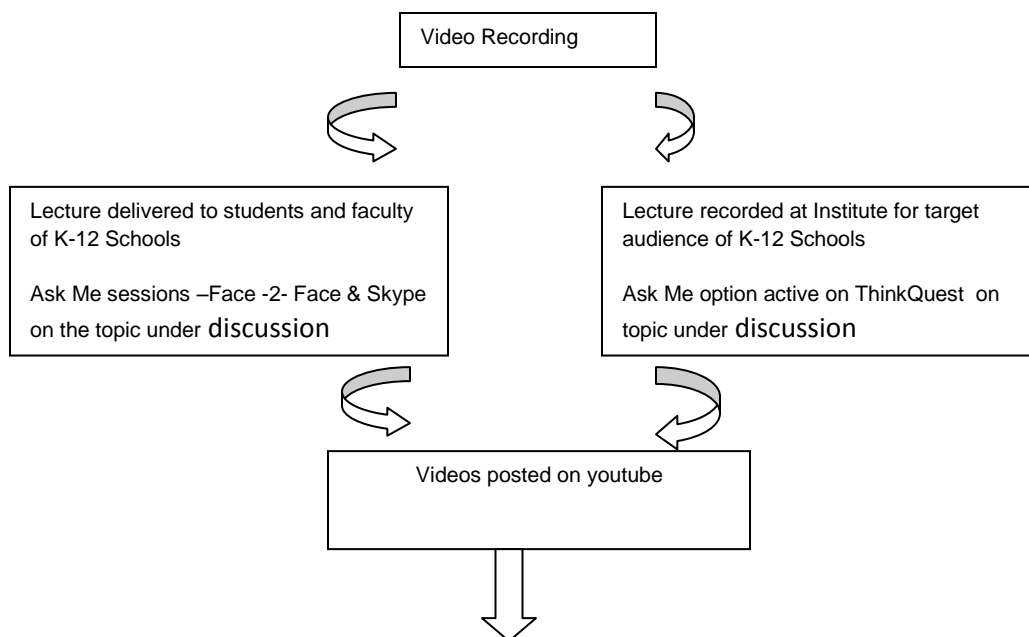 Video Recording
Lecture delivered to students and faculty
of K-12 Schools
Ask Me sessions –Face -2- Face & Skype
on the topic under discussion
Lecture recorded at Institute for target
audience of K-12 Schools
Ask Me option active on ThinkQuest on
topic under discussion
Videos posted on youtube